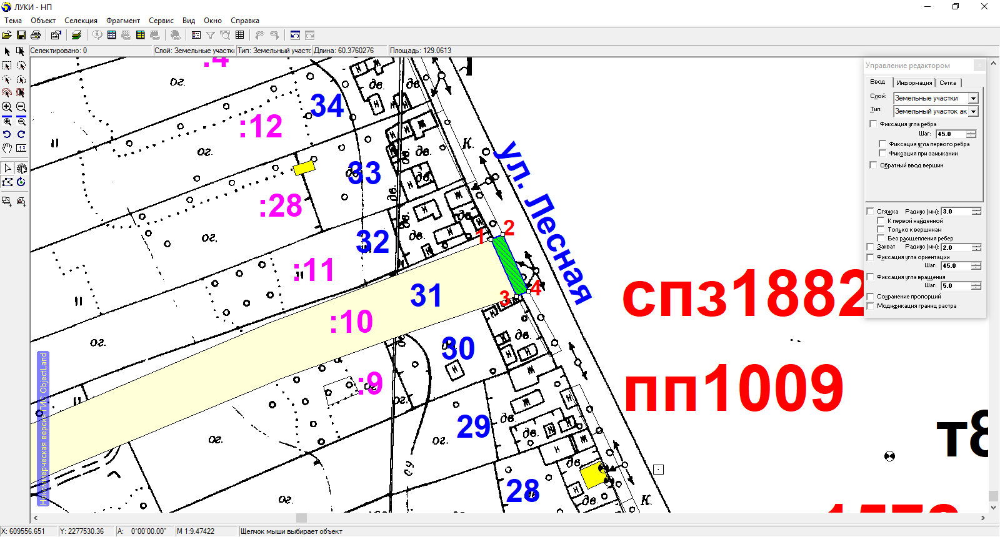 ЛУКИ - НП
Тема Объект Селекция Фрагмент Сервис Вид Окно Справка
Селектировано: 0 Слой: Земельные участки Тип: Земельный участо Длина: 60.3760276 Площадь: 129.0613
Управление редактором
Ввод Информация Сетка
Слой: Земельные участки
Тип: Земельный участок ак
Фиксация угла ребра
Шаг: 45.0
Фиксация угла первого ребра
Фиксация при замыкании
Обратный ввод вершин
Стяжка Радиус (мм): 3.0
К первой найденной
Только к вершинам
Без расщепления ребер
Захват Радиус (мм): 2.0
Фиксация угла ориентации
Шаг: 45.0
Фиксация угла вращения
Шаг: 5.0
Сохранение пропорций
Модификация границ растра
:4
ог.
дв.
дв.
34
:12
К.
ог.
дв.
33
ул. Лесная
:28
32
дв.
ог.
1
2
:11
31
3
4
спз1882
:10
ог.
30
дв.
пп1009
:9
ог.
29
дв.
дв.
ог.
ог.
т8
дв.
28
ог.
дв.
К.
Некоммерческая версия ГИС ObjectLand
X: 609556.651 Y: 2277530.36 A: 0°00'00.00" M 1:9.47422 Щелчок мыши выбирает объект